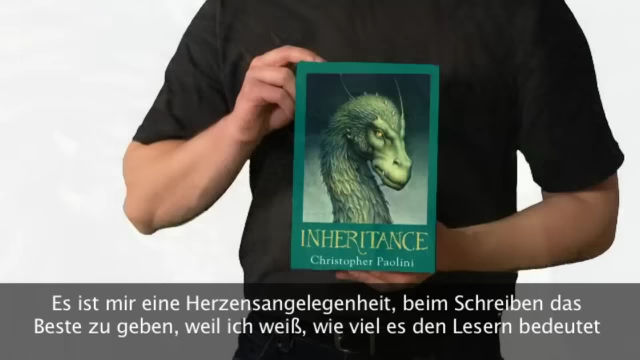 INHERITANCE
Christopher Paolini
Es ist mir eine Herzensangelegenheit, beim Schreiben das
Beste zu geben, weil ich weiß, wie viel es den Lesern bedeutet